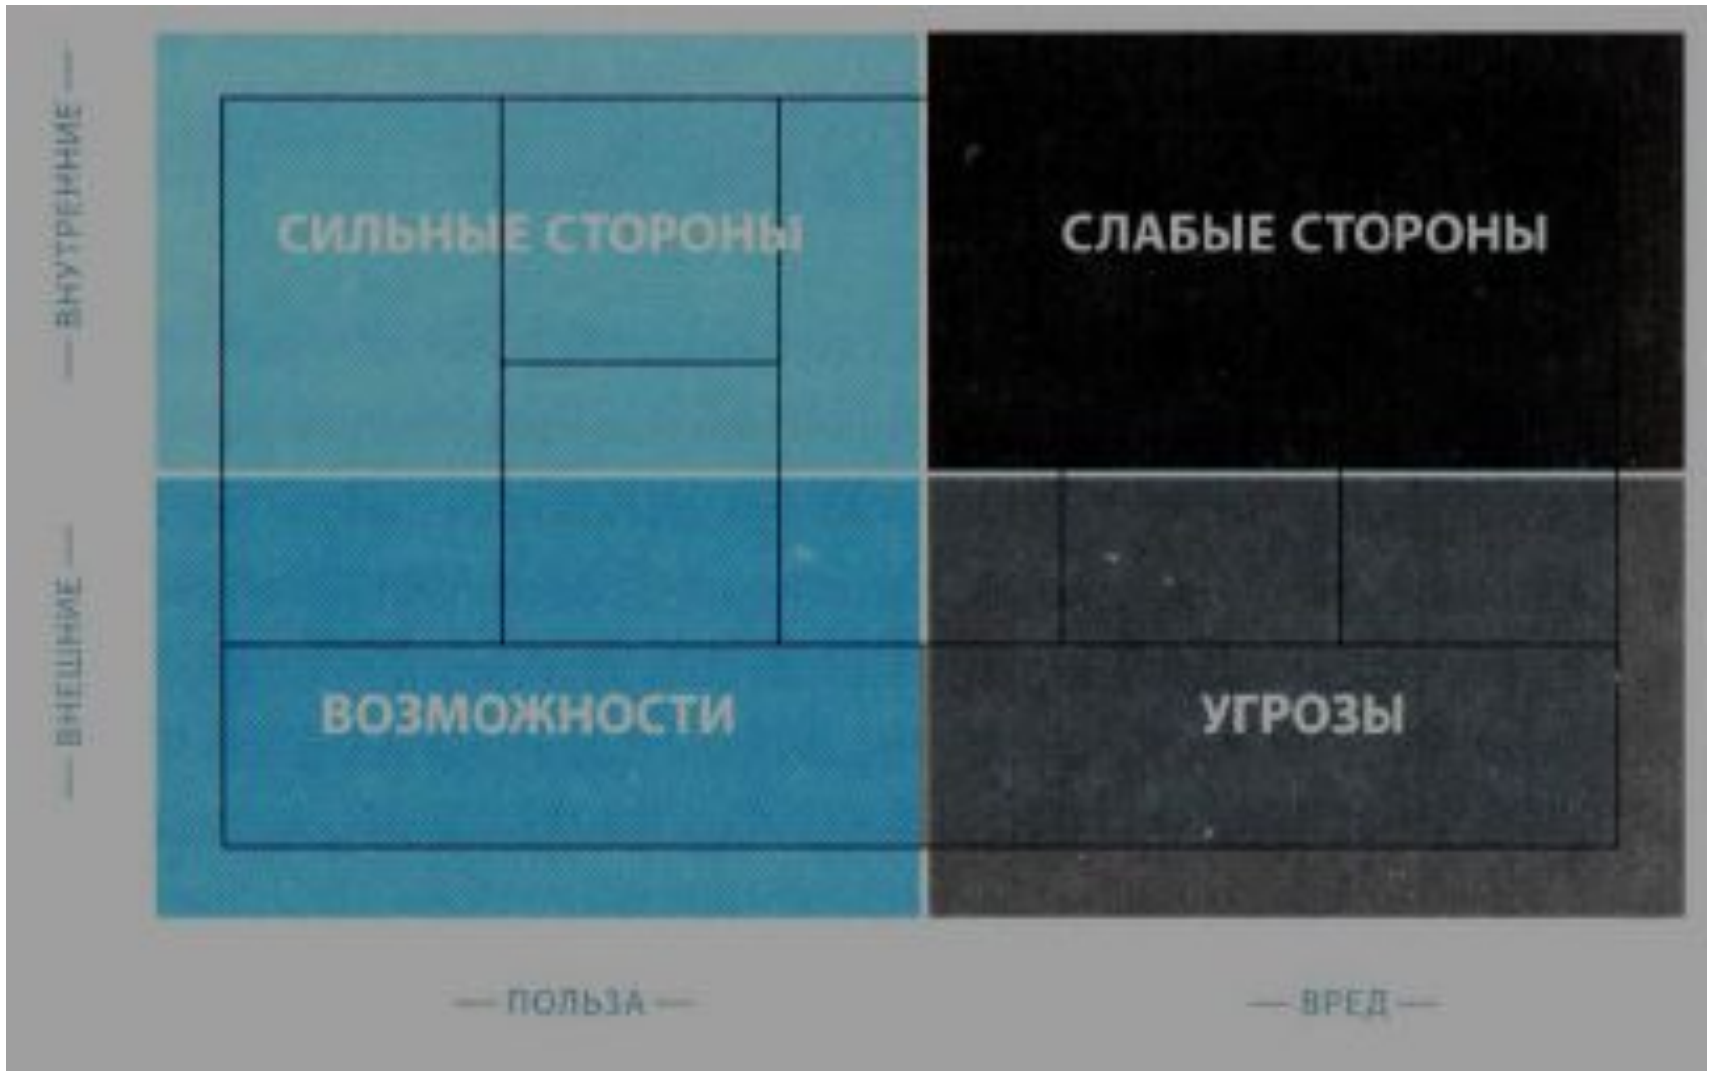 ВНУТРЕННИЕ
СИЛЬНЫЕ СТОРОНЫ
СЛАБЫЕ СТОРОНЫ
ВНЕШНИЕ
ВОЗМОЖНОСТИ
УГРОЗЫ
ПОЛЬЗА
ВРЕД